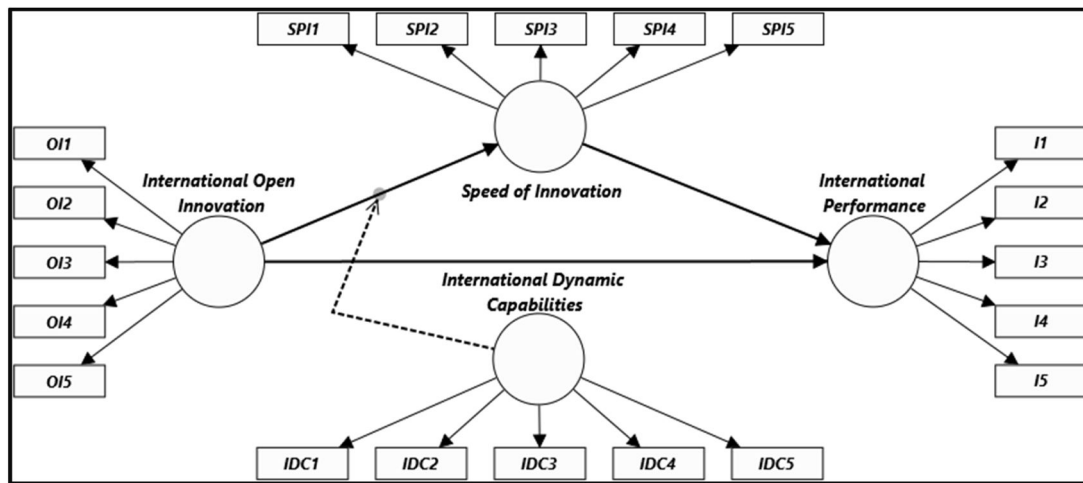 SPI1
SPI2
SPI3
SPI4
SPI5
OI1
OI2
OI3
OI4
OI5
International Open
Innovation
Speed of Innovation
International
Performance
I1
I2
I3
I4
I5
International Dynamic
Capabilities
IDC1
IDC2
IDC3
IDC4
IDC5